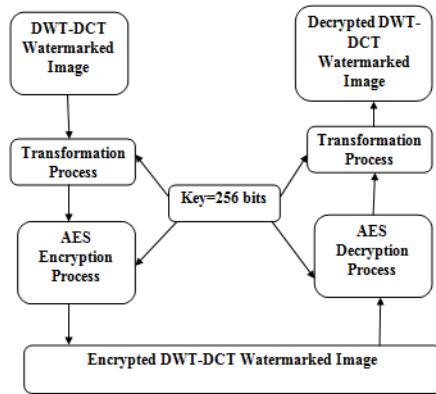 DWT-DCT
Watermarked
Image
Decrypted DWT-
DCT
Watermarked
Image
Transformation
Process
Transformation
Process
Key=256 bits
AES
Encryption
Process
AES
Decryption
Process
Encrypted DWT-DCT Watermarked Image